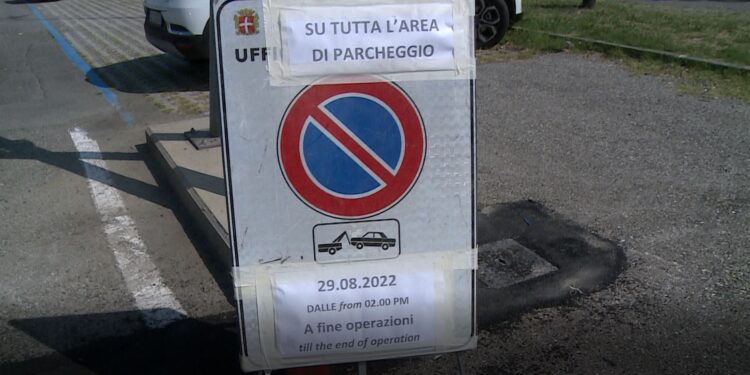 SU TUTTA L'AREA
DI PARCHEGGIO
UFFI
29.08.2022
DALLE from 02.00 PM
A fine operazioni
till the end of operation